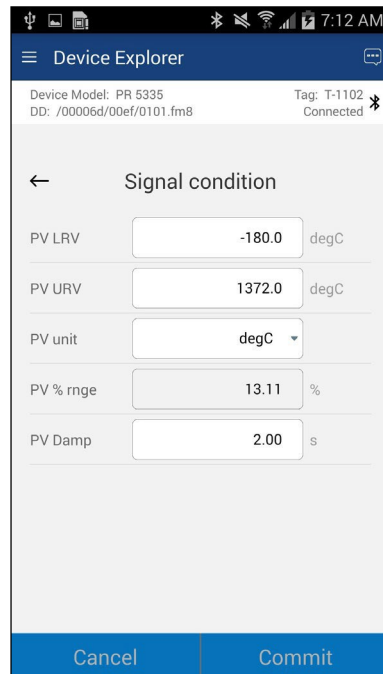 7:12 AM
Device Explorer
Device Model: PR 5335
Tag: T-1102
DD: /00006d/00ef/0101.fm8
Connected
Signal condition
PV LRV -180.0 degC
PV URV 1372.0 degC
PV unit degC
PV % rnge 13.11 %
PV Damp 2.00 s
Cancel Commit